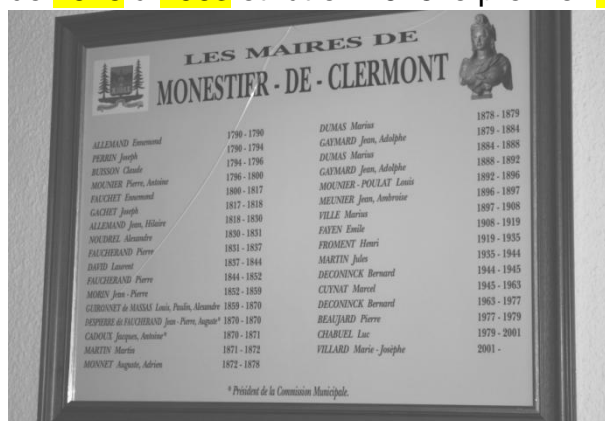 LES MAIRES DE
MONESTIER - DE - CLERMONT
ALLEMAND Ennemond 1790 - 1790
PERRIN Joseph 1790 - 1794
BUISSON Claude 1794 - 1796
MOUNIER Pierre, Antoine 1796 - 1800
FAUCHET Ennemond 1800 - 1817
GACHET Joseph 1817 - 1818
ALLEMAND Jean, Hilaire 1818 - 1830
NOUDREL Alexandre 1830 - 1831
FAUCHERAND Pierre 1831 - 1837
DAVID Laurent 1837 - 1844
FAUCHERAND Pierre 1844 - 1852
MORIN Jean - Pierre 1852 - 1859
GUIBONNET de MASSAS Louis, Paulin, Alexandre 1859 - 1870
DESPIERRE dit FAUCHERAND Jean - Pierre, Auguste* 1870 - 1870
CADOUX Jacques, Antoine* 1870 - 1871
MARTIN Martin 1871 - 1872
MONNET Auguste, Adrien 1872 - 1878
DUMAS Marius 1878 - 1879
GAYMARD Jean, Adolphe 1879 - 1884
DUMAS Marius 1884 - 1888
GAYMARD Jean, Adolphe 1888 - 1892
MOUNIER - POULAT Louis 1892 - 1896
MEUNIER Jean, Ambroise 1896 - 1897
VILLE Marius 1897 - 1908
FAYEN Emile 1908 - 1919
FROMENT Henri 1919 - 1935
MARTIN Jules 1935 - 1944
DECONINCK Bernard 1944 - 1945
CUYNAT Marcel 1945 - 1963
DECONINCK Bernard 1963 - 1977
BEAUJARD Pierre 1977 - 1979
CHABUEL Luc 1979 - 2001
VILLARD Marie - Josèphe 2001 -
* Président de la Commission Municipale.